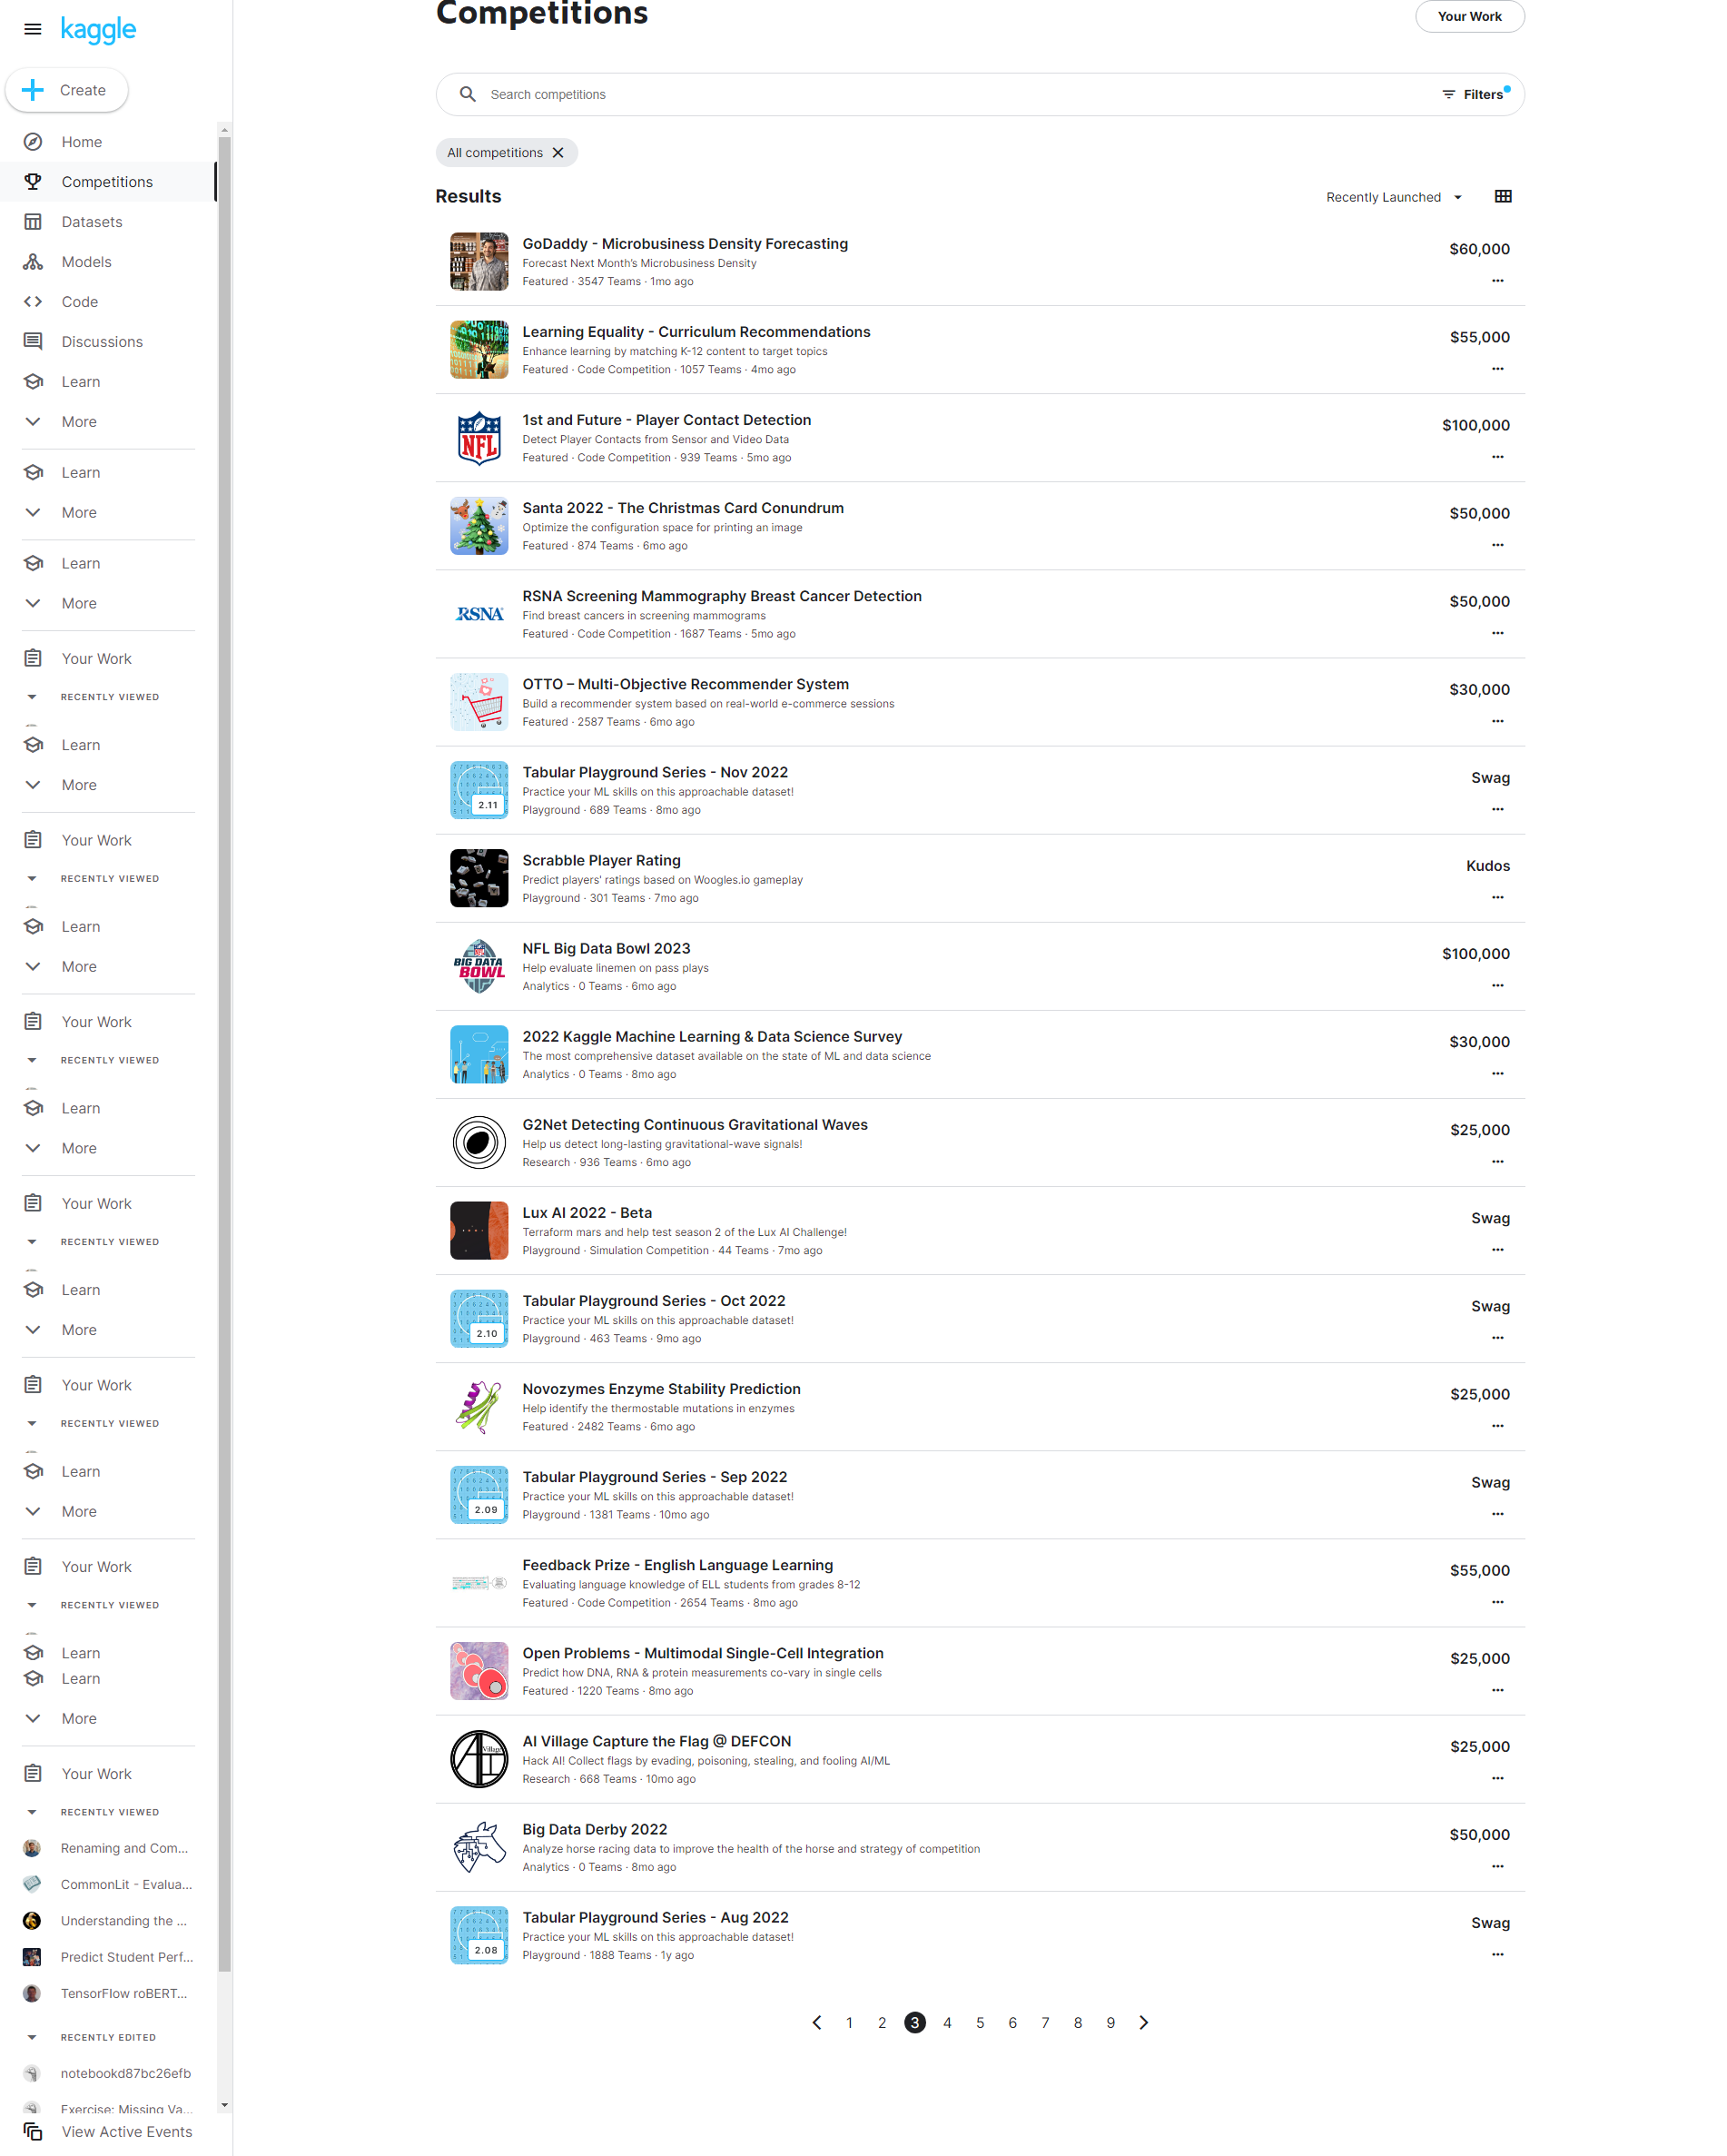 kaggle
Create
Home
Competitions
Datasets
Models
Code
Discussions
Learn
More
Learn
More
Learn
More
Your Work
RECENTLY VIEWED
Learn
More
Your Work
RECENTLY VIEWED
Learn
More
Your Work
RECENTLY VIEWED
Learn
More
Your Work
RECENTLY VIEWED
Learn
More
Your Work
RECENTLY VIEWED
Learn
More
Your Work
RECENTLY VIEWED
Learn
Learn
More
Your Work
RECENTLY VIEWED
Renaming and Com...
CommonLit - Evalua...
Understanding the ...
Predict Student Perf...
TensorFlow roBERT...
RECENTLY EDITED
notebookd87bc26efb
Exercise: Missing Va...
View Active Events
Competitions
Your Work
Search competitions
Filters
All competitions
Results
Recently Launched
GoDaddy - Microbusiness Density Forecasting
Forecast Next Month's Microbusiness Density
Featured · 3547 Teams · 1mo ago
$60,000
Learning Equality - Curriculum Recommendations
Enhance learning by matching K-12 content to target topics
Featured · Code Competition · 1057 Teams · 4mo ago
$55,000
NFL
1st and Future - Player Contact Detection
Detect Player Contacts from Sensor and Video Data
Featured · Code Competition · 939 Teams · 5mo ago
$100,000
Santa 2022 - The Christmas Card Conundrum
Optimize the configuration space for printing an image
Featured · 874 Teams · 6mo ago
$50,000
RSNA
RSNA Screening Mammography Breast Cancer Detection
Find breast cancers in screening mammograms
Featured · Code Competition · 1687 Teams · 5mo ago
$50,000
OTTO – Multi-Objective Recommender System
Build a recommender system based on real-world e-commerce sessions
Featured · 2587 Teams · 6mo ago
$30,000
2.11
Tabular Playground Series - Nov 2022
Practice your ML skills on this approachable dataset!
Playground · 689 Teams · 8mo ago
Swag
Scrabble Player Rating
Predict players' ratings based on Woogles.io gameplay
Playground · 301 Teams · 7mo ago
Kudos
BIG DATA
BOWL
NFL Big Data Bowl 2023
Help evaluate linemen on pass plays
Analytics · 0 Teams · 6mo ago
$100,000
2022 Kaggle Machine Learning & Data Science Survey
The most comprehensive dataset available on the state of ML and data science
Analytics · 0 Teams · 8mo ago
$30,000
G2Net Detecting Continuous Gravitational Waves
Help us detect long-lasting gravitational-wave signals!
Research · 936 Teams · 6mo ago
$25,000
Lux AI 2022 - Beta
Terraform mars and help test season 2 of the Lux AI Challenge!
Playground · Simulation Competition · 44 Teams · 7mo ago
Swag
2.10
Tabular Playground Series - Oct 2022
Practice your ML skills on this approachable dataset!
Playground · 463 Teams · 9mo ago
Swag
Novozymes Enzyme Stability Prediction
Help identify the thermostable mutations in enzymes
Featured · 2482 Teams · 6mo ago
$25,000
2.09
Tabular Playground Series - Sep 2022
Practice your ML skills on this approachable dataset!
Playground · 1381 Teams · 10mo ago
Swag
Feedback Prize - English Language Learning
Evaluating language knowledge of ELL students from grades 8-12
Featured · Code Competition · 2654 Teams · 8mo ago
$55,000
Open Problems - Multimodal Single-Cell Integration
Predict how DNA, RNA & protein measurements co-vary in single cells
Featured · 1220 Teams · 8mo ago
$25,000
Village
AI Village Capture the Flag @ DEFCON
Hack AI! Collect flags by evading, poisoning, stealing, and fooling AI/ML
Research · 668 Teams · 10mo ago
$25,000
Big Data Derby 2022
Analyze horse racing data to improve the health of the horse and strategy of competition
Analytics · 0 Teams · 8mo ago
$50,000
2.08
Tabular Playground Series - Aug 2022
Practice your ML skills on this approachable dataset!
Playground · 1888 Teams · 1y ago
Swag
1 2 3 4 5 6 7 8 9